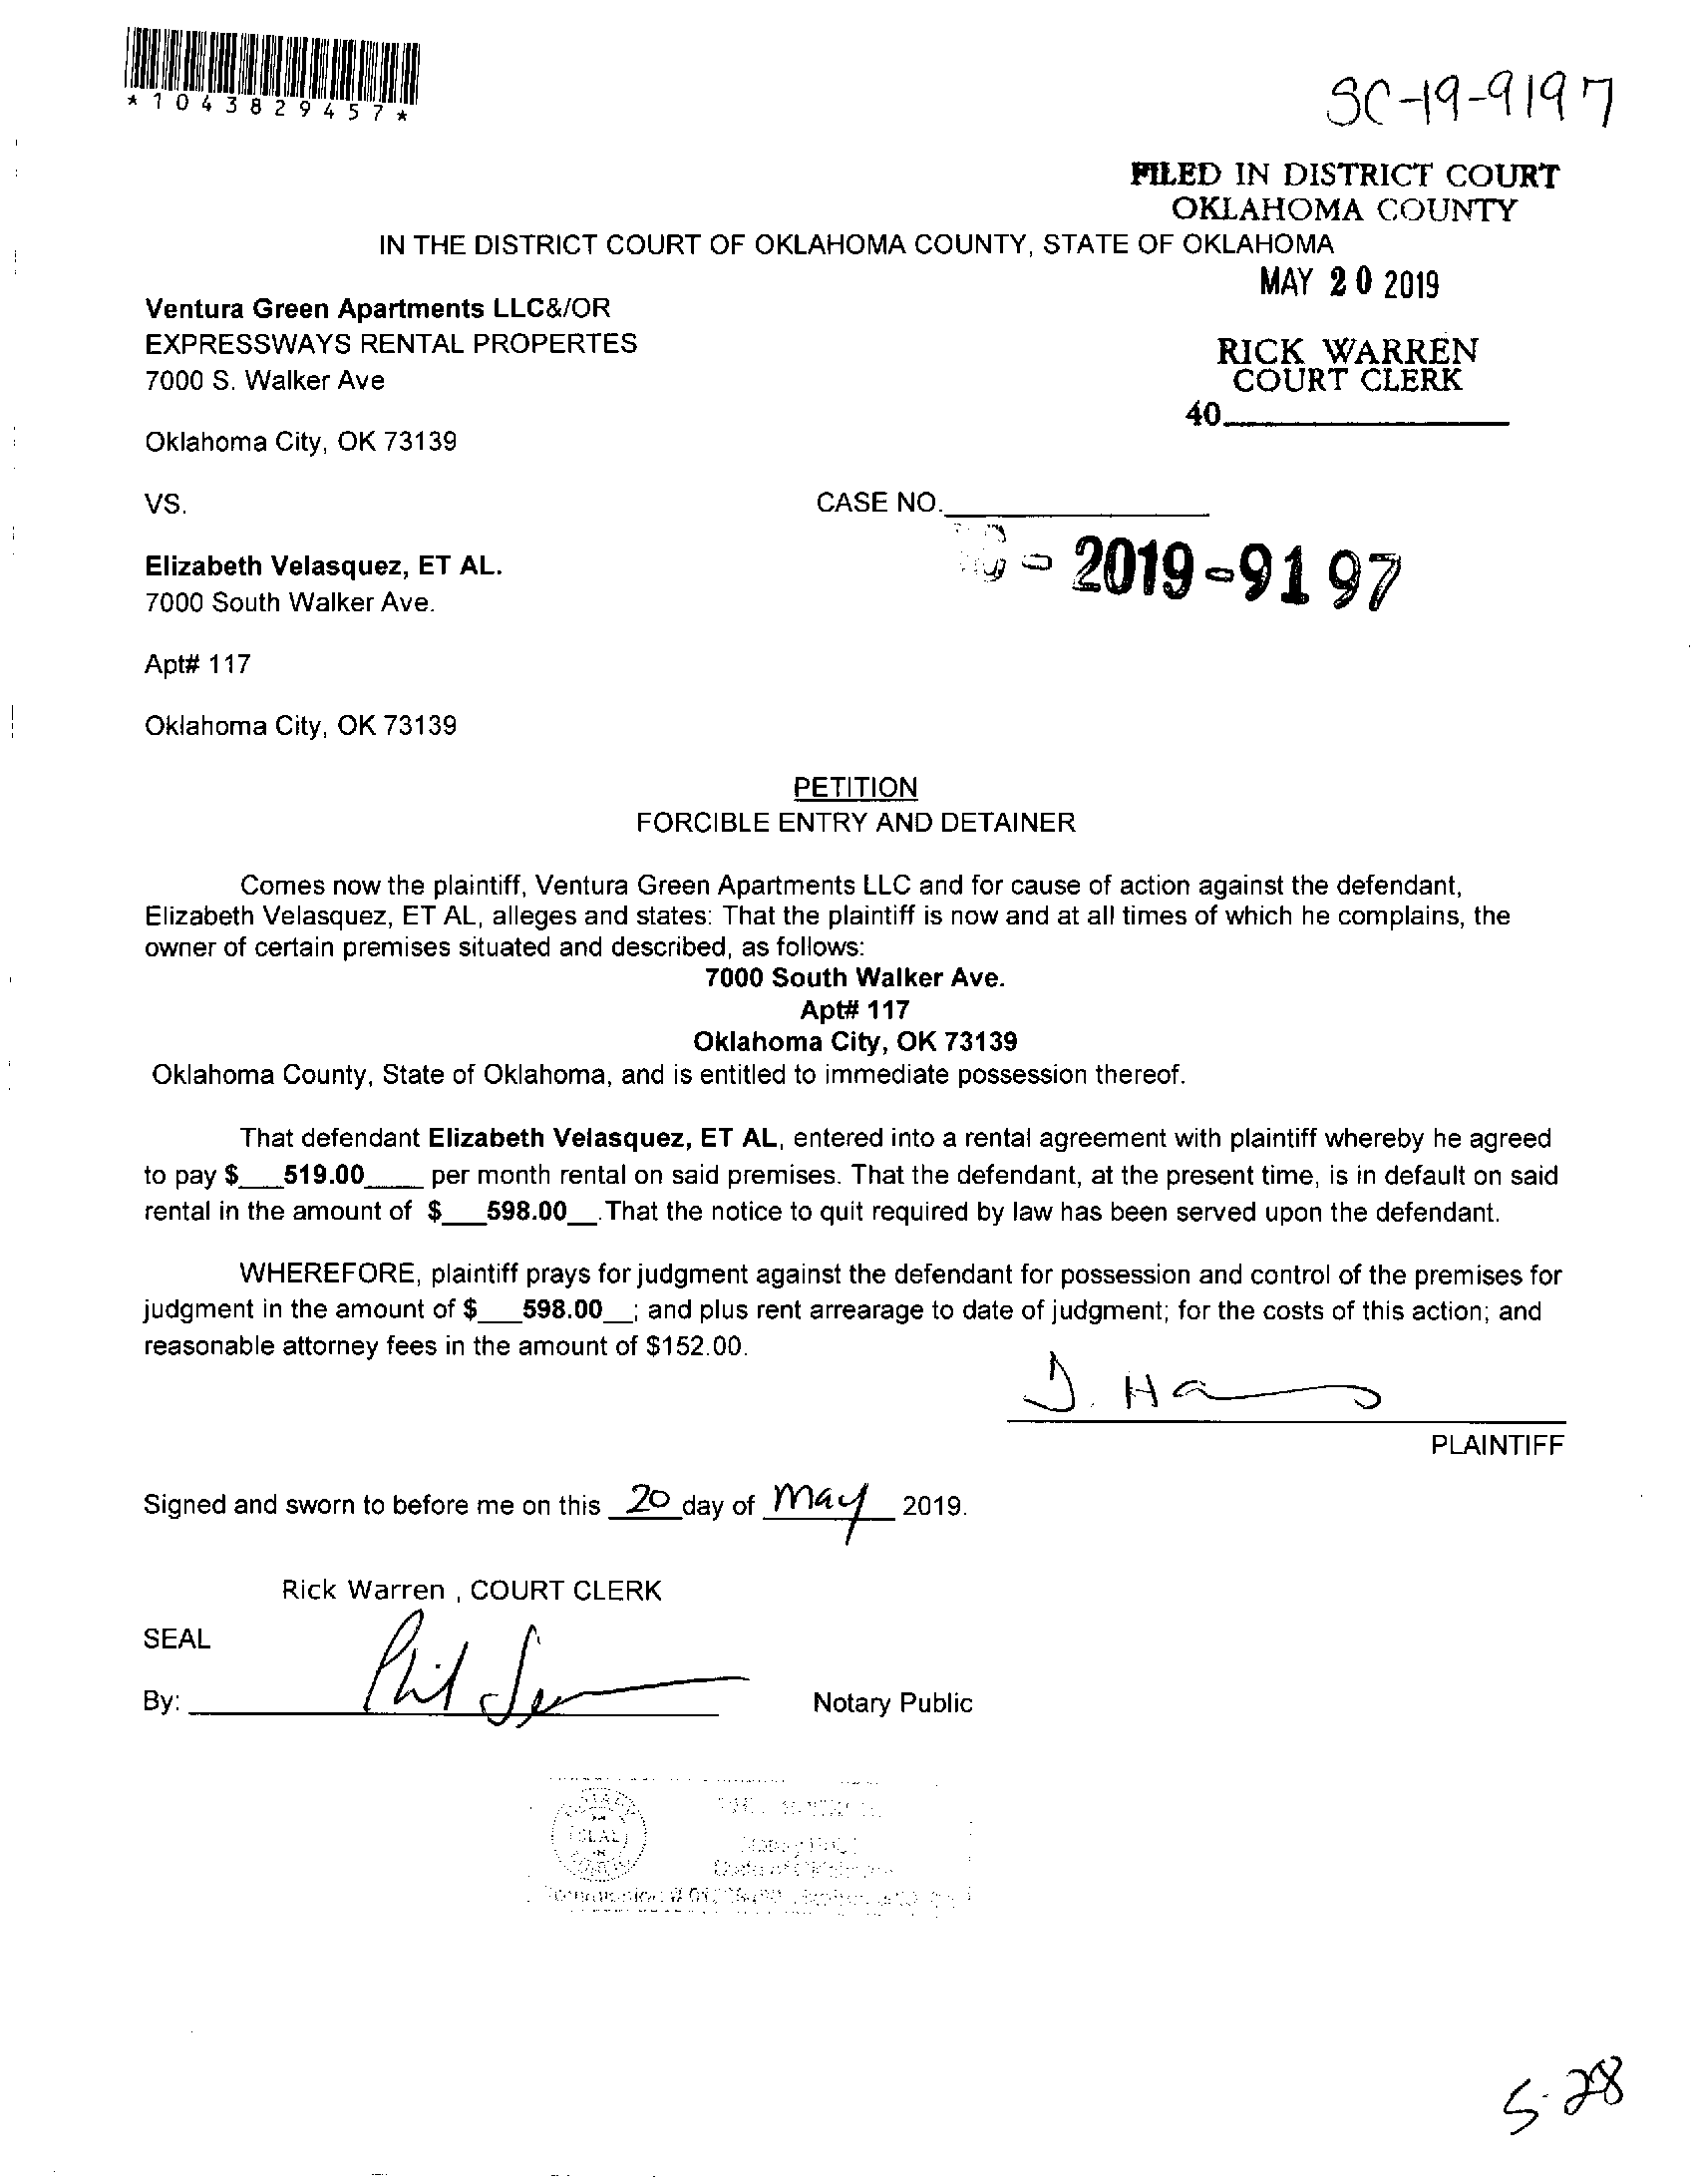 *1043829457*
SC-19-9197
FILED IN DISTRICT COURT
OKLAHOMA COUNTY
IN THE DISTRICT COURT OF OKLAHOMA COUNTY, STATE OF OKLAHOMA
MAY 20 2019
Ventura Green Apartments LLC&/OR
EXPRESSWAYS RENTAL PROPERTES
7000 S. Walker Ave
RICK WARREN
COURT CLERK
40
Oklahoma City, OK 73139
VS.
CASE NO.
- 2019-9197
Elizabeth Velasquez, ET AL.
7000 South Walker Ave.
Apt# 117
Oklahoma City, OK 73139
PETITION
FORCIBLE ENTRY AND DETAINER
Comes now the plaintiff, Ventura Green Apartments LLC and for cause of action against the defendant,
Elizabeth Velasquez, ET AL, alleges and states: That the plaintiff is now and at all times of which he complains, the
owner of certain premises situated and described, as follows:
7000 South Walker Ave.
Apt# 117
Oklahoma City, OK 73139
Oklahoma County, State of Oklahoma, and is entitled to immediate possession thereof.
That defendant Elizabeth Velasquez, ET AL, entered into a rental agreement with plaintiff whereby he agreed
to pay $___519.00____ per month rental on said premises. That the defendant, at the present time, is in default on said
rental in the amount of $___598.00__.That the notice to quit required by law has been served upon the defendant.
WHEREFORE, plaintiff prays for judgment against the defendant for possession and control of the premises for
judgment in the amount of $___598.00__; and plus rent arrearage to date of judgment; for the costs of this action; and
reasonable attorney fees in the amount of $152.00.
D. Ha
PLAINTIFF
Signed and sworn to before me on this 20 day of May 2019.
Rick Warren , COURT CLERK
SEAL
By:
Notary Public
SEAL
5-28